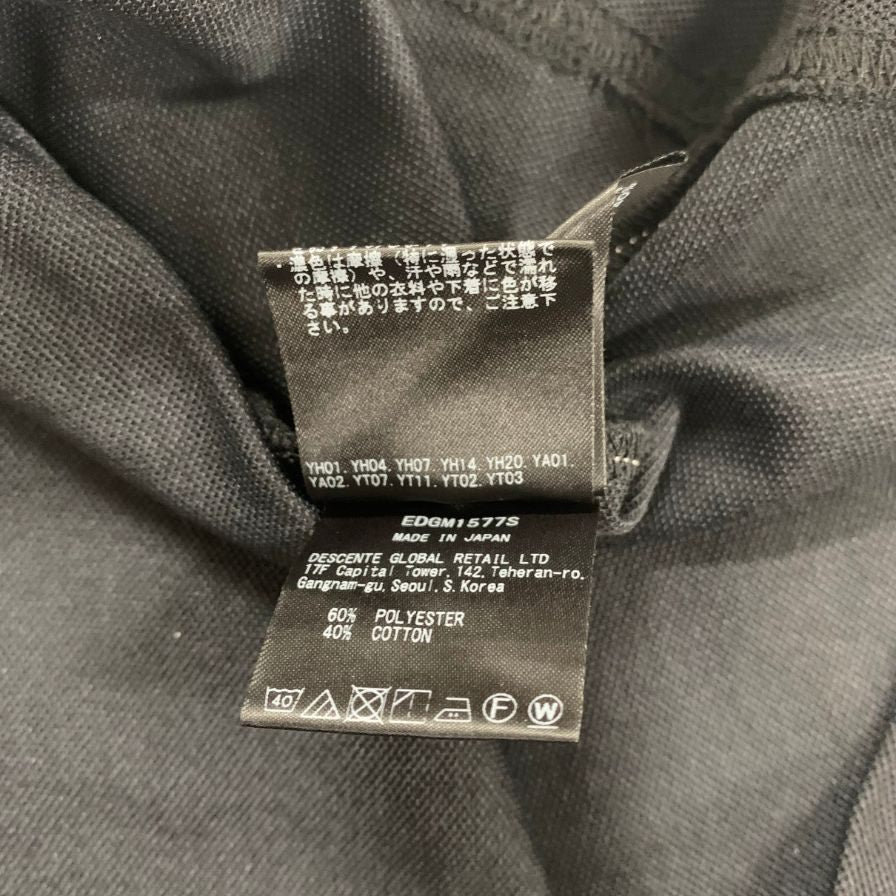 ・濃色は摩擦（特に湿った状態で
の摩擦）や、汗や雨などで濡れ
た時に他の衣料や下着に色が移
る事がありますので、ご注意下
さい。
YH01.YH04.YH07.YH14.YH20.YA01.
YA02.YT07.YT11.YT02.YT03
EDGM1577S
MADE IN JAPAN
DESCENTE GLOBAL RETAIL LTD
17F Capital Tower.142.Teheran-ro.
Gangnam-gu.Seoul.S.Korea
60% POLYESTER
40% COTTON
40 F W